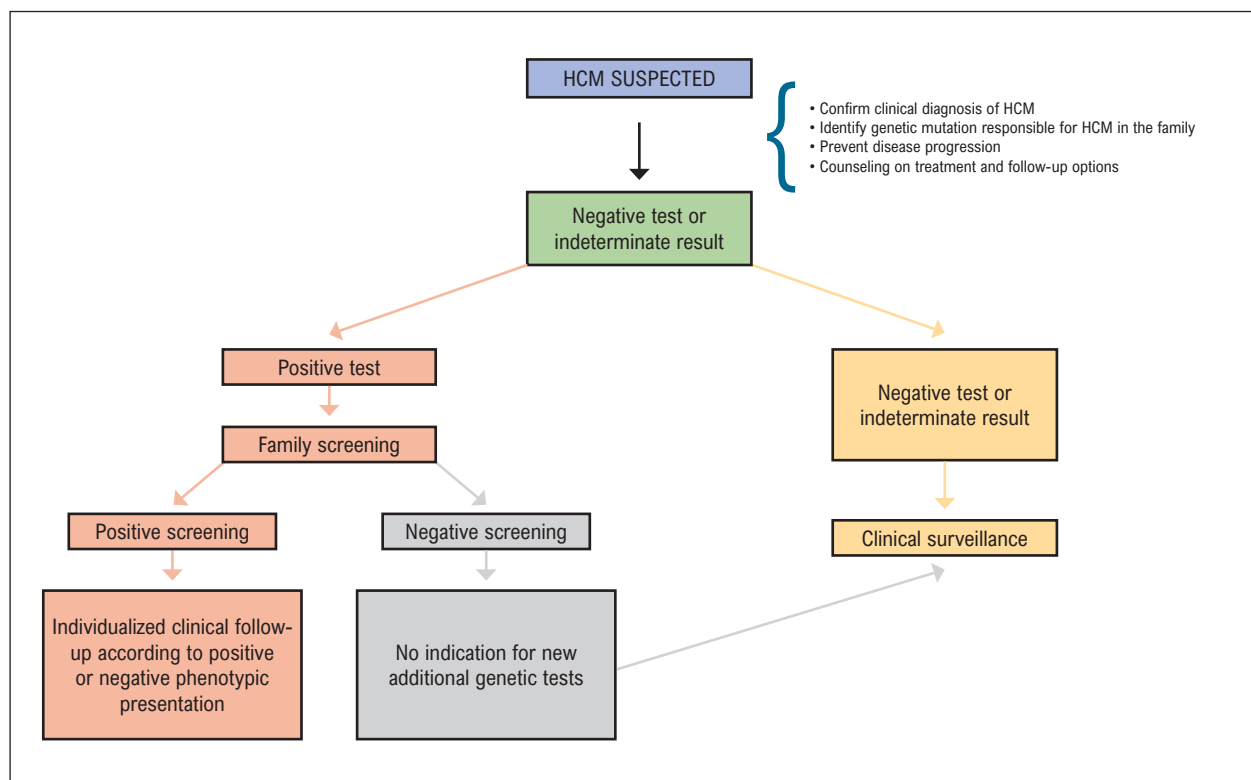 HCM SUSPECTED
• Confirm clinical diagnosis of HCM
• Identify genetic mutation responsible for HCM in the family
• Prevent disease progression
• Counseling on treatment and follow-up options
Negative test or
indeterminate result
Positive test
Negative test or
indeterminate result
Family screening
Positive screening
Negative screening
Clinical surveillance
Individualized clinical follow-
up according to positive
or negative phenotypic
presentation
No indication for new
additional genetic tests